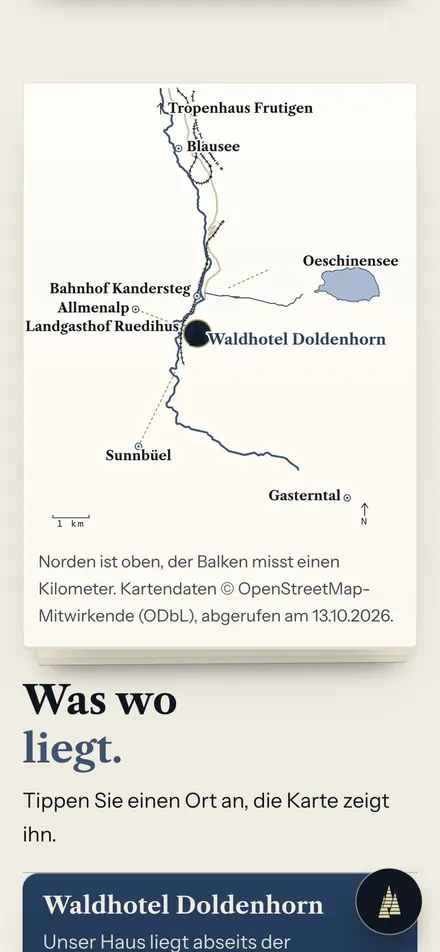 Tropenhaus Frutigen
Blausee
Oeschinensee
Bahnhof Kandersteg
Allmenalp
Landgasthof Ruedihus
Waldhotel Doldenhorn
Sunnbüel
Gasterntal
1 km
N
Norden ist oben, der Balken misst einen
Kilometer. Kartendaten © OpenStreetMap-
Mitwirkende (ODbL), abgerufen am 13.10.2026.
Was wo
liegt.
Tippen Sie einen Ort an, die Karte zeigt
ihn.
Waldhotel Doldenhorn
Unser Haus liegt abseits der